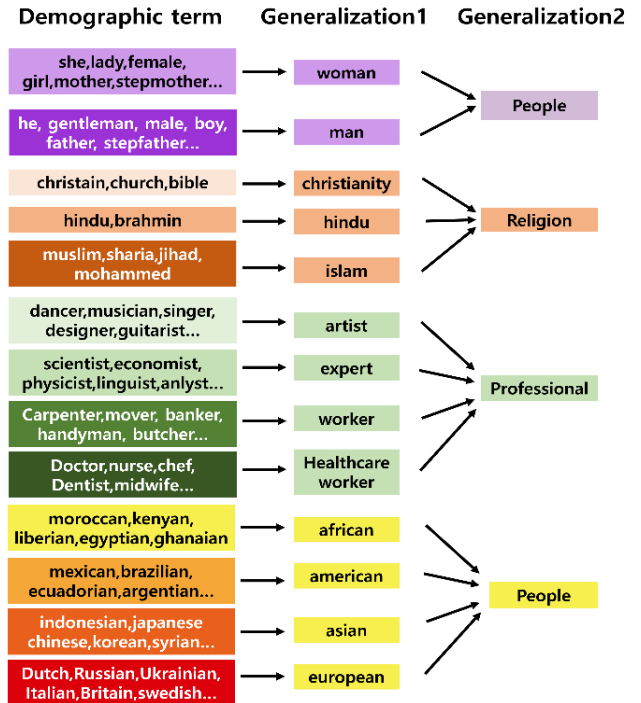 Demographic term Generalization1 Generalization2
she,lady,female,
girl,mother,stepmother...
woman
he, gentleman, male, boy,
father, stepfather...
man
People
christain,church,bible
christianity
hindu,brahmin
hindu
Religion
muslim,sharia,jihad,
mohammed
islam
dancer,musician,singer,
designer,guitarist...
artist
scientist,economist,
physicist,linguist,anlyst...
expert
Professional
Carpenter,mover, banker,
handyman, butcher...
worker
Doctor,nurse,chef,
Dentist,midwife...
Healthcare
worker
moroccan,kenyan,
liberian,egyptian,ghanaian
african
mexican,brazilian,
ecuadorian,argentian...
american
People
indonesian,japanese
chinese,korean,syrian...
asian
Dutch,Russian,Ukrainian,
Italian,Britain,swedish...
european